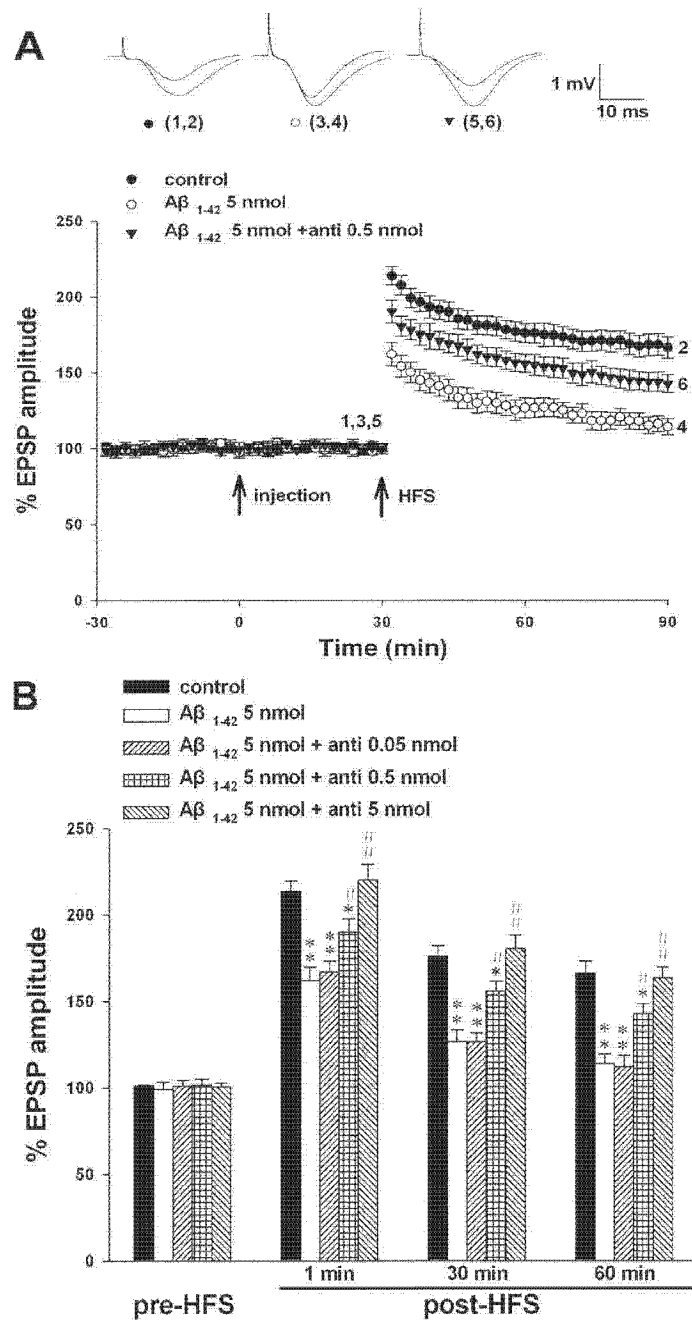 A
1 mV
10 ms
● (1,2)
○ (3,4)
▼ (5,6)
● control
○ Aβ 1-42 5 nmol
▼ Aβ 1-42 5 nmol +anti 0.5 nmol
% EPSP amplitude
250
200
150
100
50
0
1,3,5
2
6
4
injection
HFS
-30
0
30
60
90
Time (min)
B
control
Aβ 1-42 5 nmol
Aβ 1-42 5 nmol + anti 0.05 nmol
Aβ 1-42 5 nmol + anti 0.5 nmol
Aβ 1-42 5 nmol + anti 5 nmol
% EPSP amplitude
250
200
150
100
50
0
** ** *# ##
** ** *# ##
** ** *# ##
1 min
30 min
60 min
pre-HFS
post-HFS